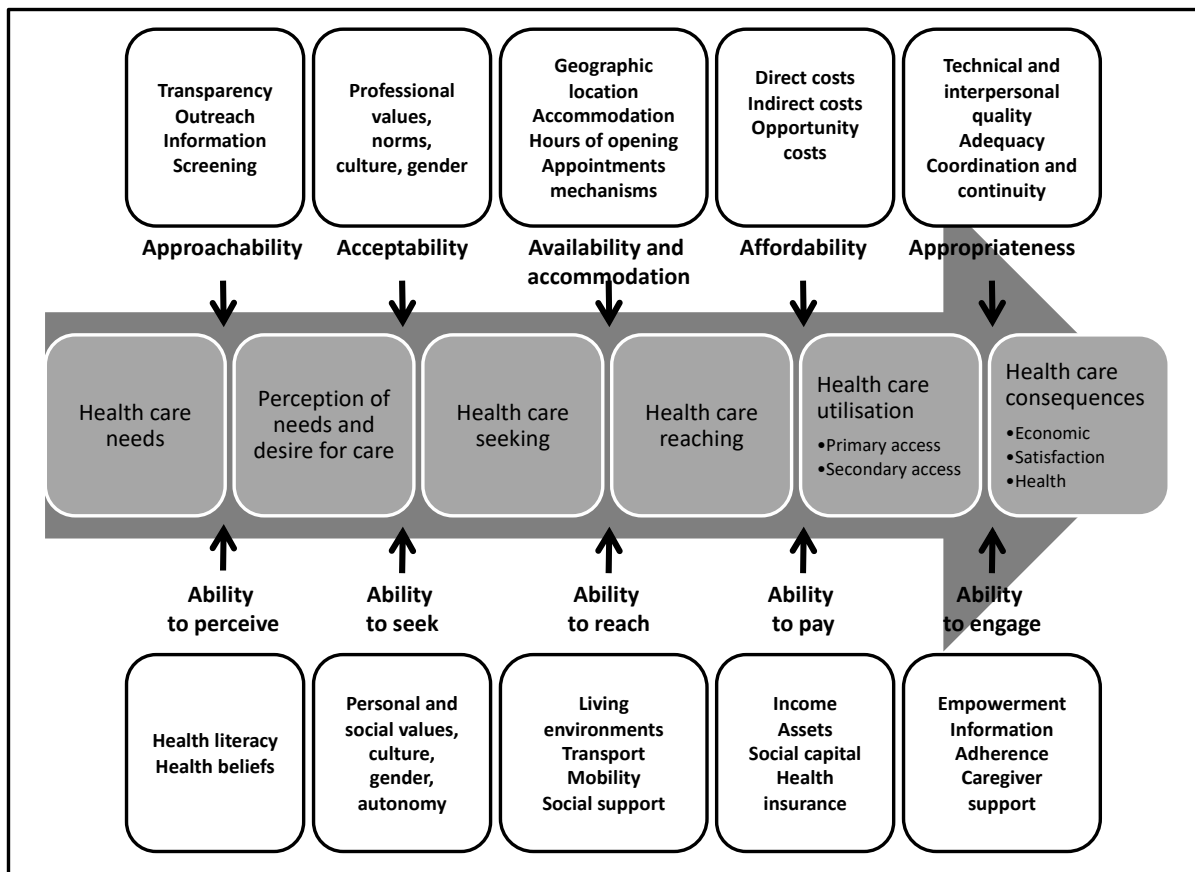 Transparency
Outreach
Information
Screening
Professional
values,
norms,
culture, gender
Geographic
location
Accommodation
Hours of opening
Appointments
mechanisms
Direct costs
Indirect costs
Opportunity
costs
Technical and
interpersonal
quality
Adequacy
Coordination and
continuity
Approachability
Acceptability
Availability and
accommodation
Affordability
Appropriateness
Health care
needs
Perception of
needs and
desire for care
Health care
seeking
Health care
reaching
Health care
utilisation
•Primary access
•Secondary access
Health care
consequences
•Economic
•Satisfaction
•Health
Ability
to perceive
Ability
to seek
Ability
to reach
Ability
to pay
Ability
to engage
Health literacy
Health beliefs
Personal and
social values,
culture,
gender,
autonomy
Living
environments
Transport
Mobility
Social support
Income
Assets
Social capital
Health
insurance
Empowerment
Information
Adherence
Caregiver
support